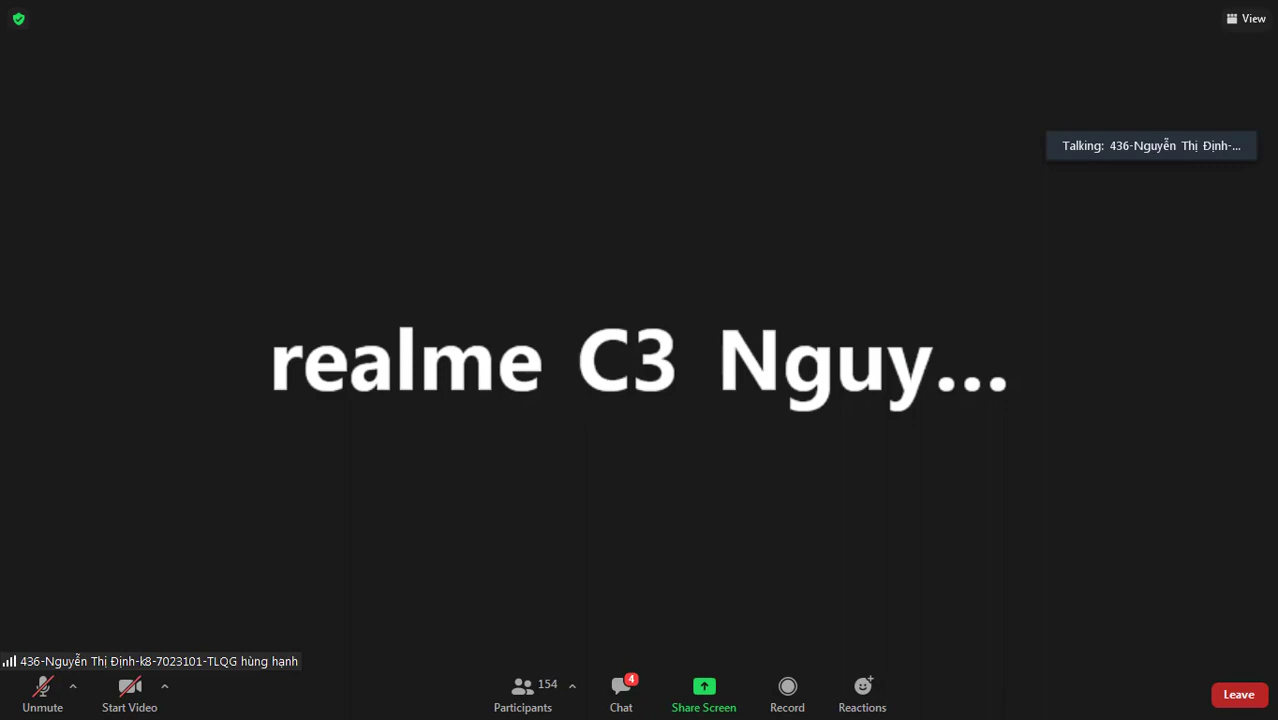 View
Talking: 436-Nguyễn Thị Định-...
realme C3 Nguy...
436-Nguyễn Thị Định-k8-7023101-TLQG hùng hạnh
154
4
Unmute
Start Video
Participants
Chat
Share Screen
Record
Reactions
Leave